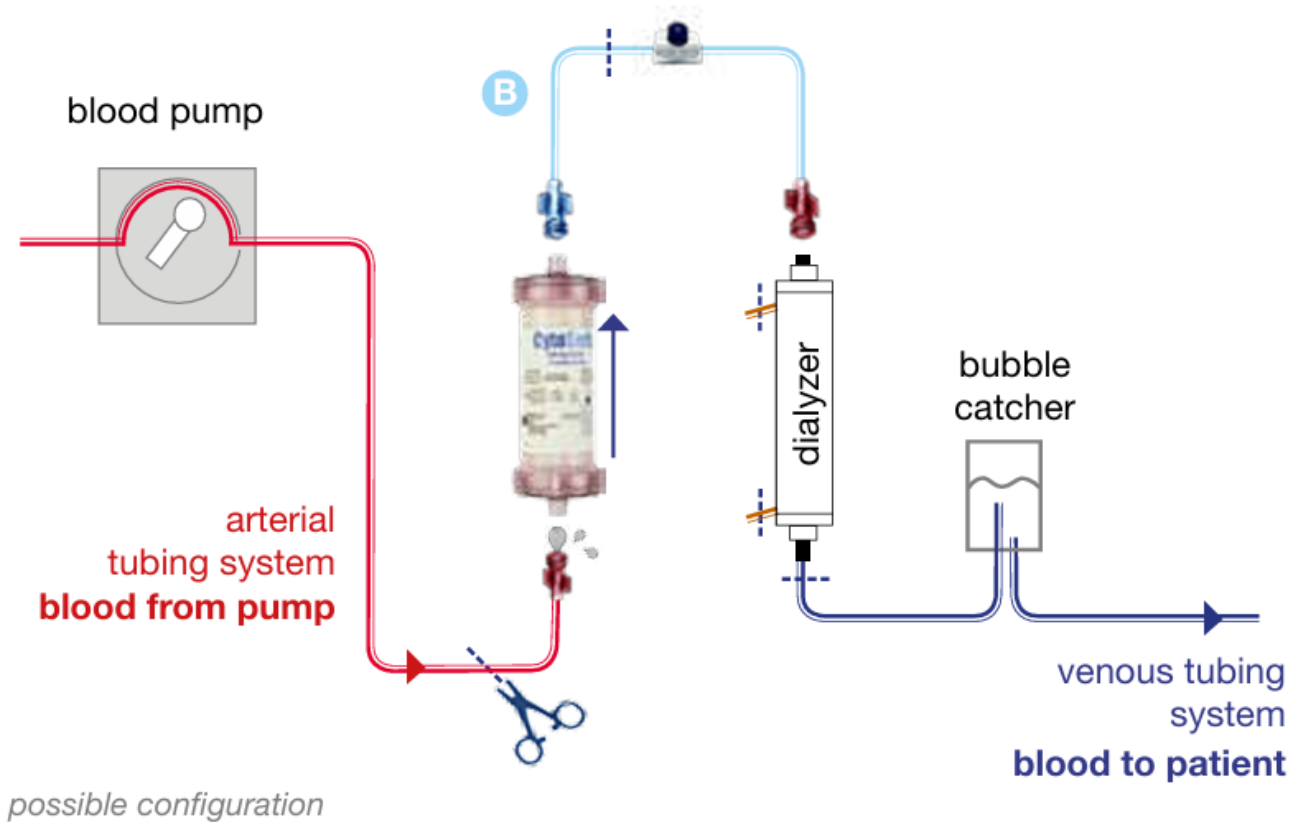 B
blood pump
dialyzer
bubble
catcher
arterial
tubing system
blood from pump
venous tubing
system
blood to patient
possible configuration